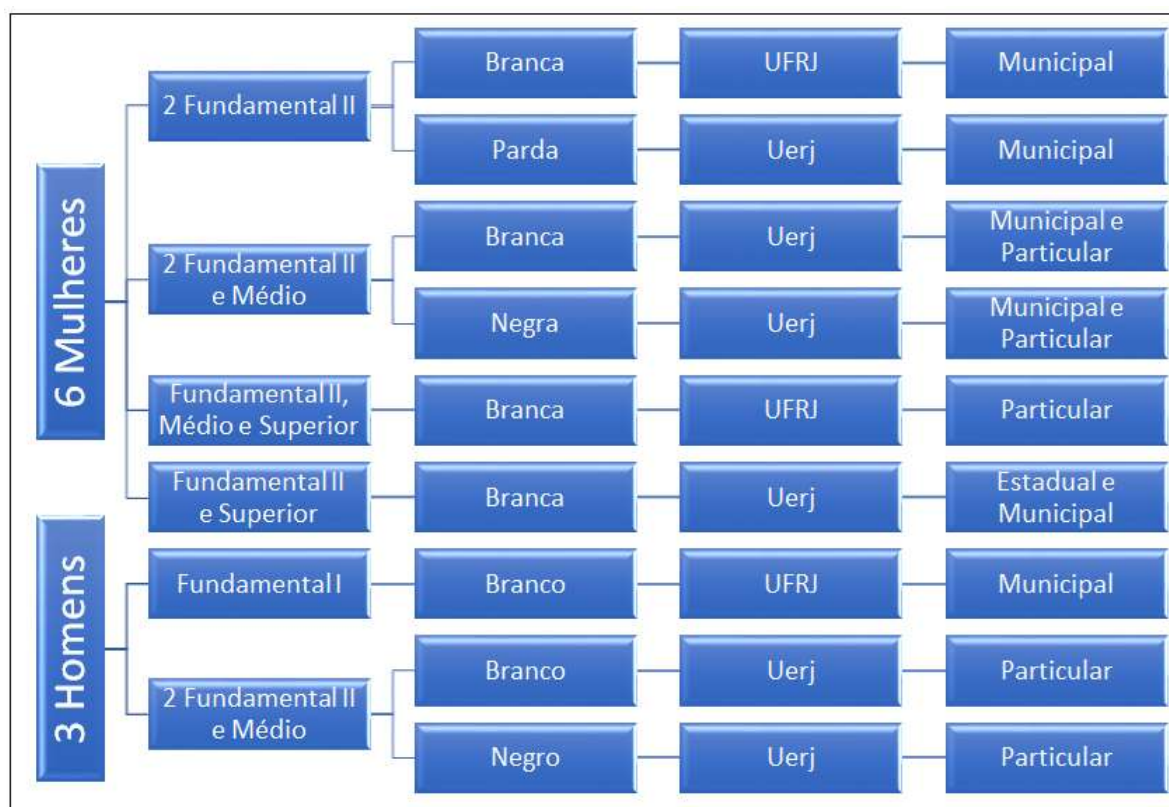 6 Mulheres
2 Fundamental II
Branca
UFRJ
Municipal
Parda
Uerj
Municipal
2 Fundamental II
e Médio
Branca
Uerj
Municipal e
Particular
Negra
Uerj
Municipal e
Particular
Fundamental II,
Médio e Superior
Branca
UFRJ
Particular
Fundamental II
e Superior
Branca
Uerj
Estadual e
Municipal
3 Homens
Fundamental I
Branco
UFRJ
Municipal
2 Fundamental II
e Médio
Branco
Uerj
Particular
Negro
Uerj
Particular